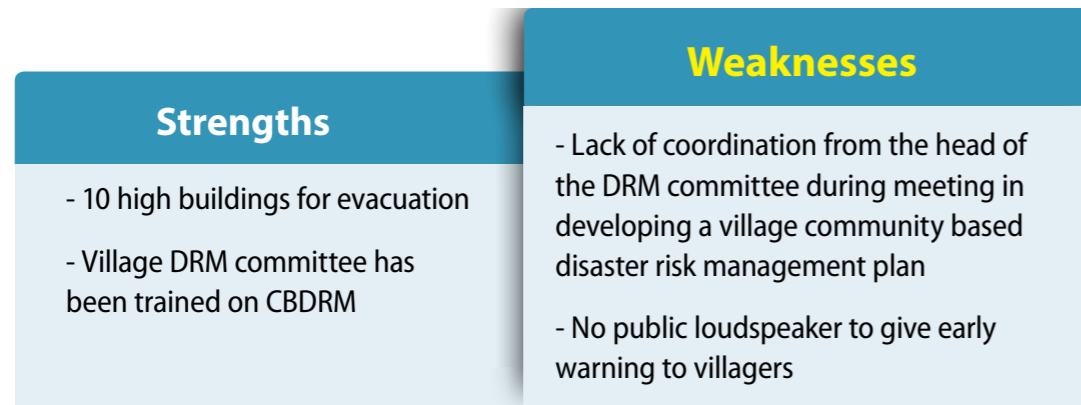 Strengths
- 10 high buildings for evacuation
- Village DRM committee has
been trained on CBDRM
Weaknesses
- Lack of coordination from the head of
the DRM committee during meeting in
developing a village community based
disaster risk management plan
- No public loudspeaker to give early
warning to villagers